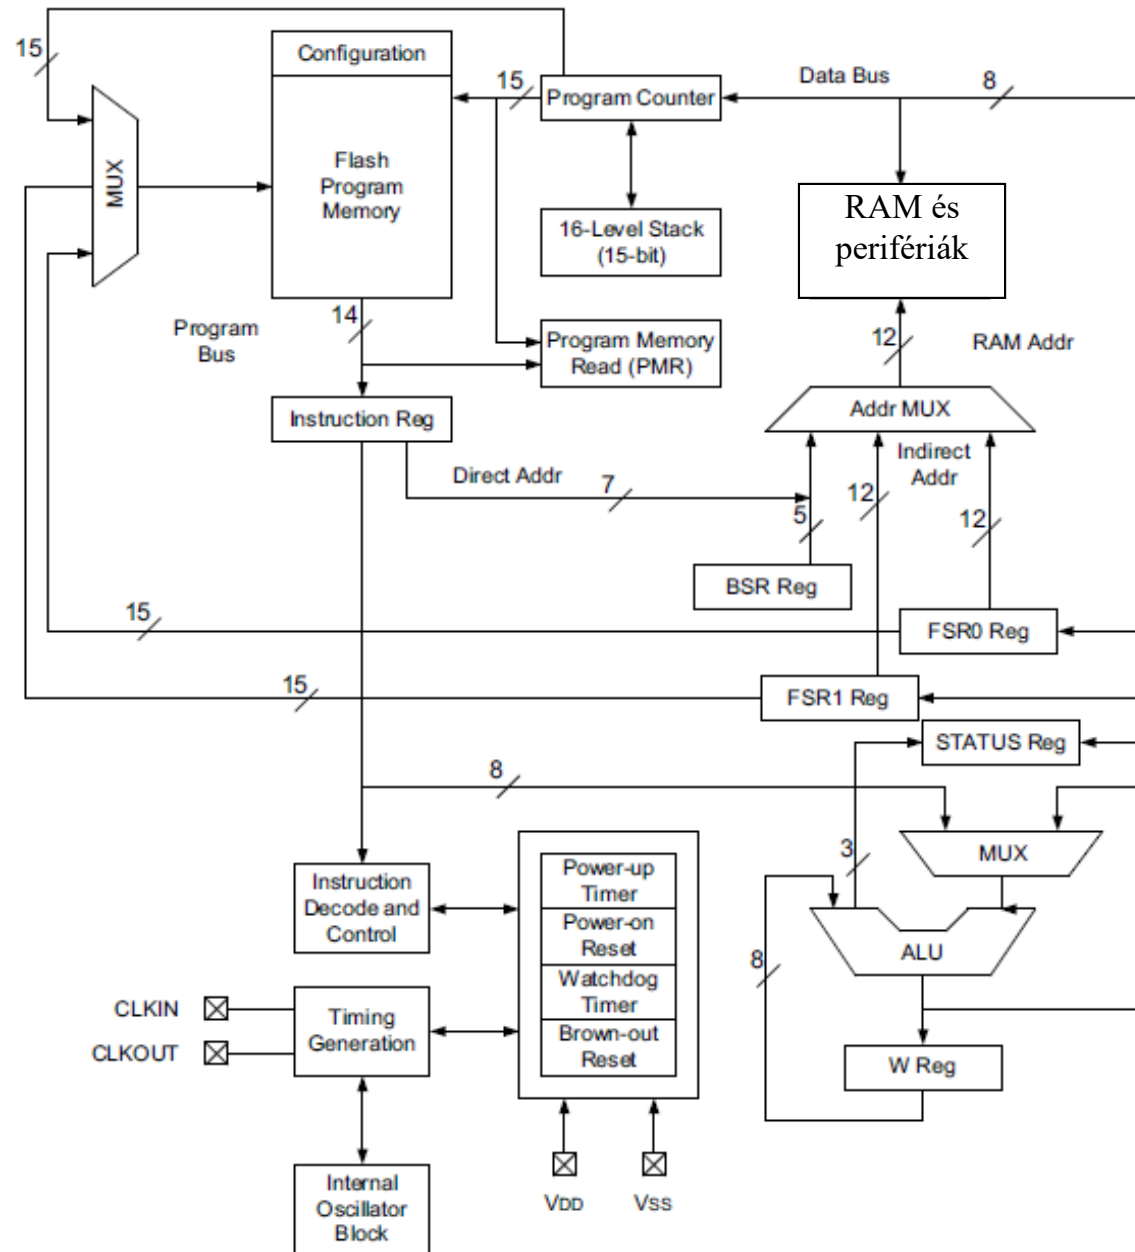 15
Configuration
Flash
Program
Memory
MUX
15
Program Counter
Data Bus
8
16-Level Stack
(15-bit)
RAM és
perifériák
Program
Bus
14
Program Memory
Read (PMR)
12
RAM Addr
Instruction Reg
Addr MUX
Direct Addr
7
Indirect
Addr
12
5
12
BSR Reg
15
FSR0 Reg
15
FSR1 Reg
STATUS Reg
8
MUX
3
Instruction
Decode and
Control
Power-up
Timer
Power-on
Reset
Watchdog
Timer
Brown-out
Reset
ALU
8
CLKIN
CLKOUT
Timing
Generation
W Reg
Internal
Oscillator
Block
VDD
VSS